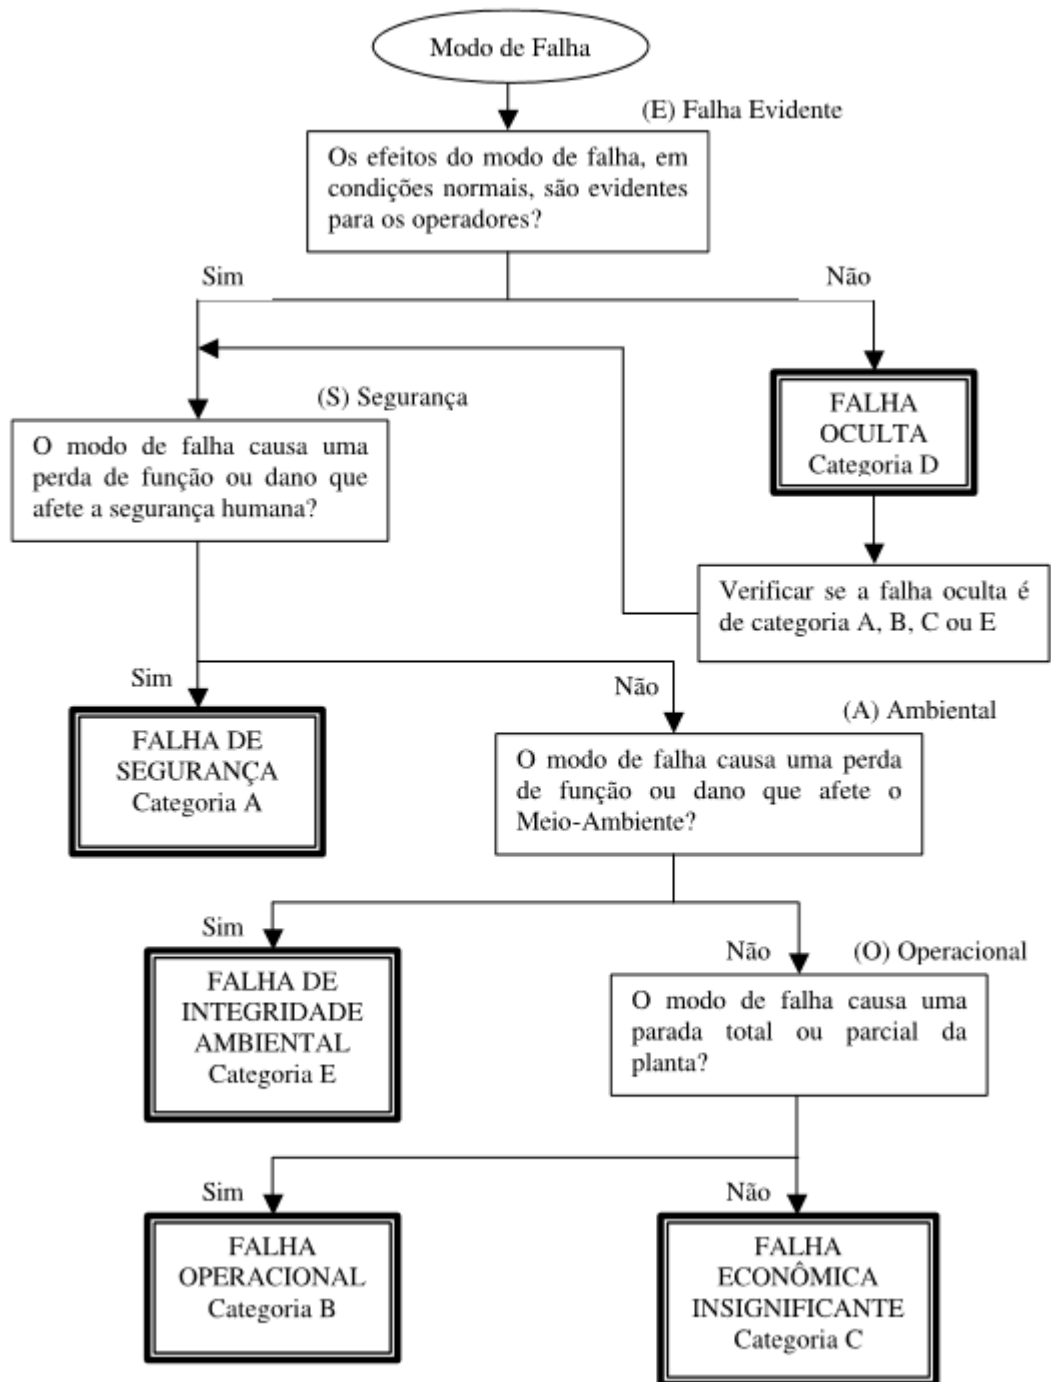 Modo de Falha
(E) Falha Evidente
Os efeitos do modo de falha, em
condições normais, são evidentes
para os operadores?
Sim
Não
FALHA
OCULTA
Categoria D
(S) Segurança
O modo de falha causa uma
perda de função ou dano que
afete a segurança humana?
Verificar se a falha oculta é
de categoria A, B, C ou E
Sim
Não
(A) Ambiental
FALHA DE
SEGURANÇA
Categoria A
O modo de falha causa uma perda
de função ou dano que afete o
Meio-Ambiente?
Sim
Não
(O) Operacional
FALHA DE
INTEGRIDADE
AMBIENTAL
Categoria E
O modo de falha causa uma
parada total ou parcial da
planta?
Sim
Não
FALHA
OPERACIONAL
Categoria B
FALHA
ECONÔMICA
INSIGNIFICANTE
Categoria C